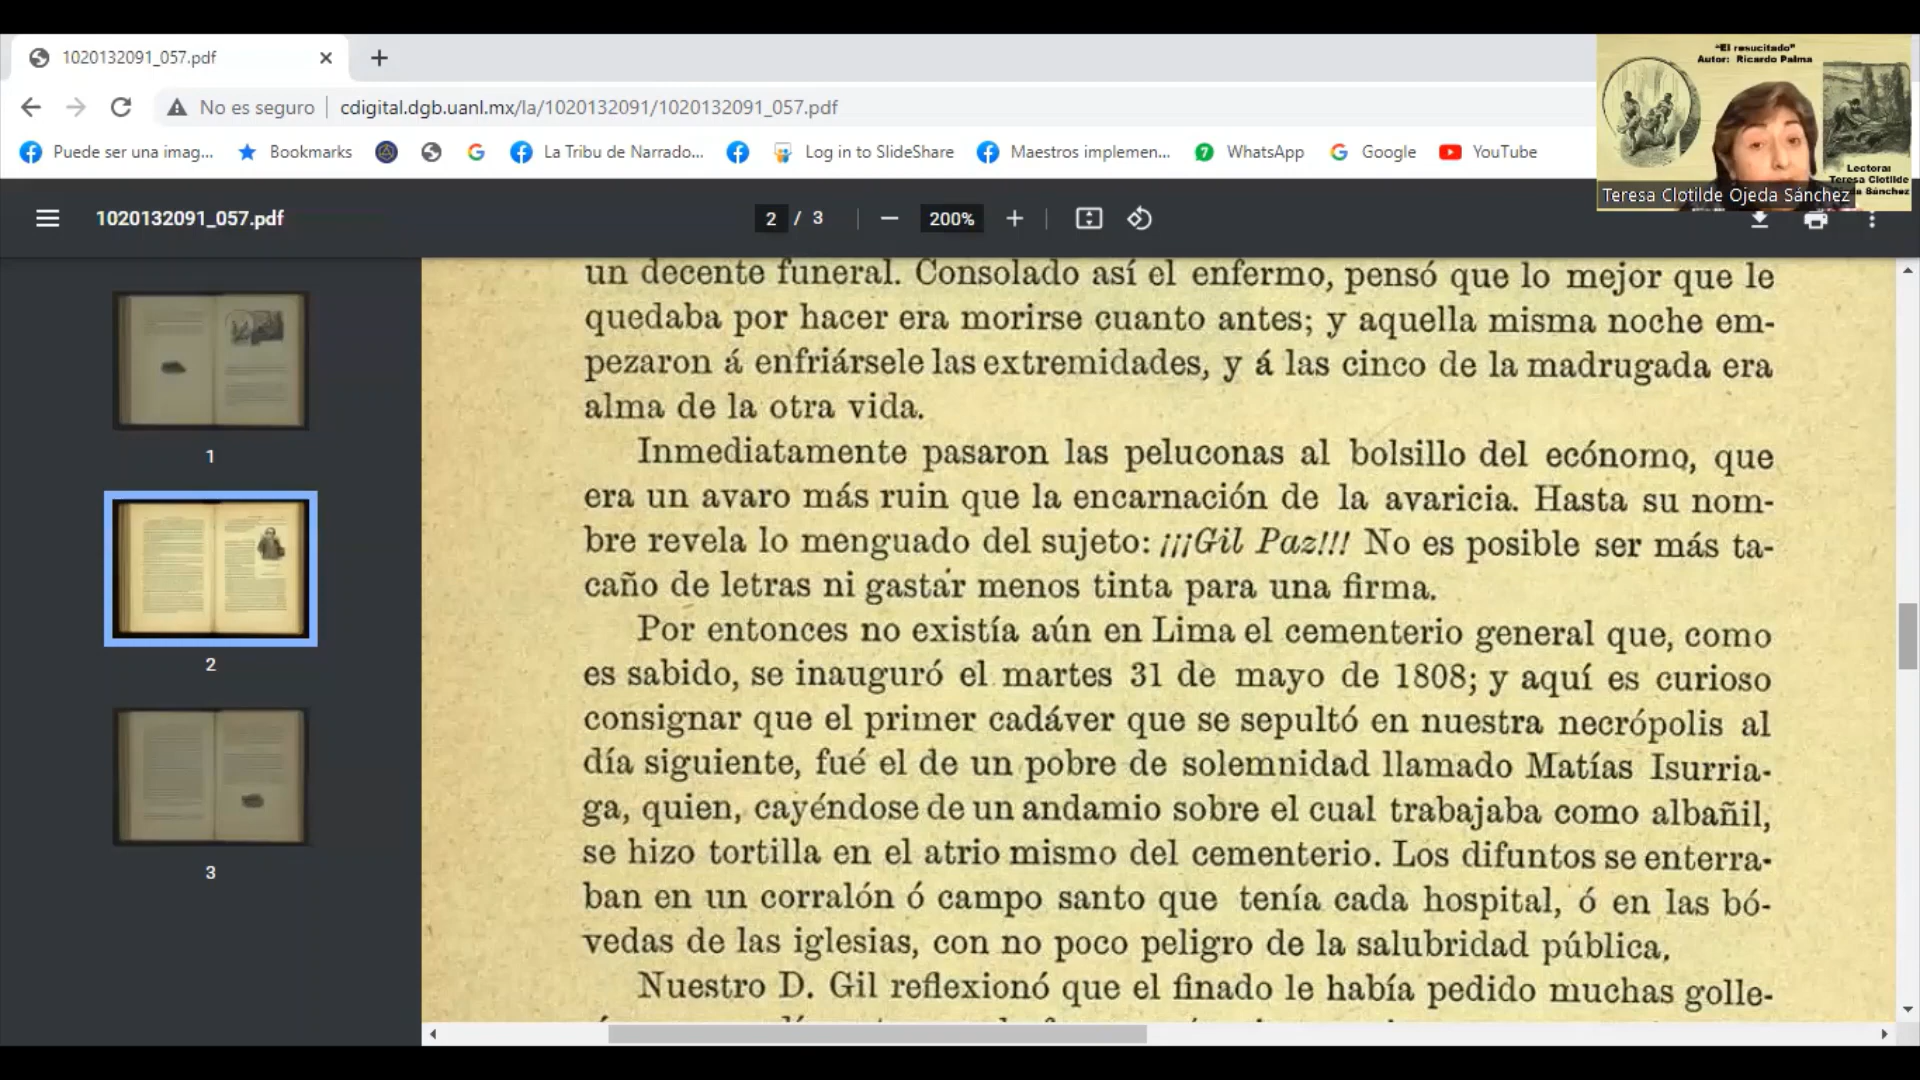 1020132091_057.pdf
No es seguro
cdigital.dgb.uanl.mx/la/1020132091/1020132091_057.pdf
Puede ser una imag...
Bookmarks
La Tribu de Narrado...
Log in to SlideShare
Maestros implemen...
7
WhatsApp
Google
YouTube
"El resucitado"
Autor: Ricardo Palma
Lectora:
Teresa Clotilde
Ojeda Sánchez
Teresa Clotilde Ojeda Sánchez
1020132091_057.pdf
2 / 3
200%
1
2
3
un decente funeral. Consolado así el enfermo, pensó que lo mejor que le
quedaba por hacer era morirse cuanto antes; y aquella misma noche em-
pezaron á enfriársele las extremidades, y á las cinco de la madrugada era
alma de la otra vida.
Inmediatamente pasaron las peluconas al bolsillo del ecónomo, que
era un avaro más ruin que la encarnación de la avaricia. Hasta su nom-
bre revela lo menguado del sujeto: ¡¡¡Gil Paz!!! No es posible ser más ta-
caño de letras ni gastar menos tinta para una firma.
Por entonces no existía aún en Lima el cementerio general que, como
es sabido, se inauguró el martes 31 de mayo de 1808; y aquí es curioso
consignar que el primer cadáver que se sepultó en nuestra necrópolis al
día siguiente, fué el de un pobre de solemnidad llamado Matías Isurria-
ga, quien, cayéndose de un andamio sobre el cual trabajaba como albañil,
se hizo tortilla en el atrio mismo del cementerio. Los difuntos se enterra-
ban en un corralón ó campo santo que tenía cada hospital, ó en las bó-
vedas de las iglesias, con no poco peligro de la salubridad pública.
Nuestro D. Gil reflexionó que el finado le había pedido muchas golle-